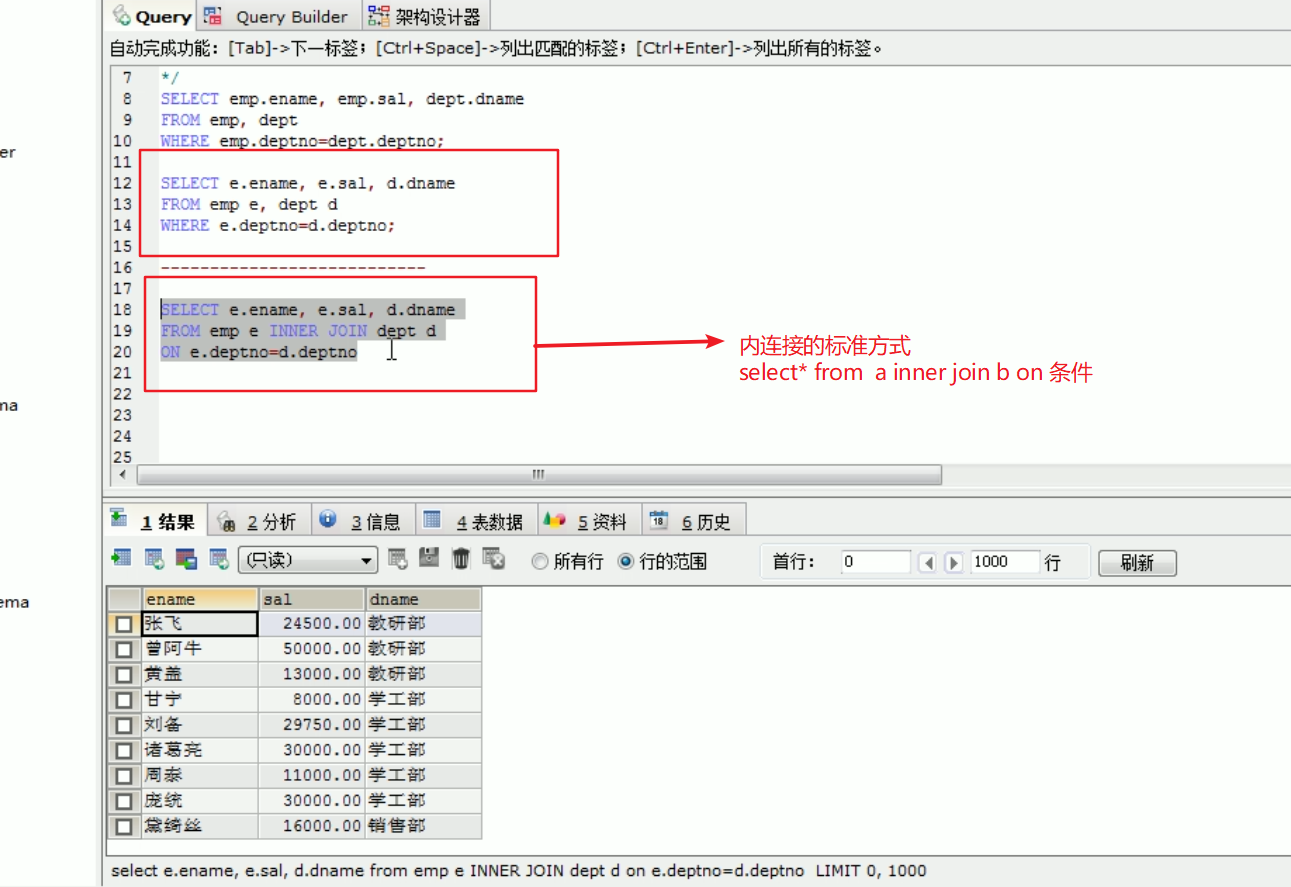 Query Query Builder 架构设计器
自动完成功能：[Tab]->下一标签；[Ctrl+Space]->列出匹配的标签；[Ctrl+Enter]->列出所有的标签。
7 */
8 SELECT emp.ename, emp.sal, dept.dname
er
9 FROM emp, dept
10 WHERE emp.deptno=dept.deptno;
11
12 SELECT e.ename, e.sal, d.dname
13 FROM emp e, dept d
14 WHERE e.deptno=d.deptno;
15
16 ---------------------------
17
18 SELECT e.ename, e.sal, d.dname
19 FROM emp e INNER JOIN dept d
20 ON e.deptno=d.deptno
内连接的标准方式
select* from a inner join b on 条件
21
22
ma
23
24
25
1 结果 2 分析 3 信息 4 表数据 5 资料 6 历史
(只读) 所有行 行的范围 首行： 0 1000 行 刷新
ename sal dname
ema
张飞 24500.00 教研部
曾阿牛 50000.00 教研部
黄盖 13000.00 教研部
甘宁 8000.00 学工部
刘备 29750.00 学工部
诸葛亮 30000.00 学工部
周泰 11000.00 学工部
庞统 30000.00 学工部
黛绮丝 16000.00 销售部
select e.ename, e.sal, d.dname from emp e INNER JOIN dept d on e.deptno=d.deptno LIMIT 0, 1000